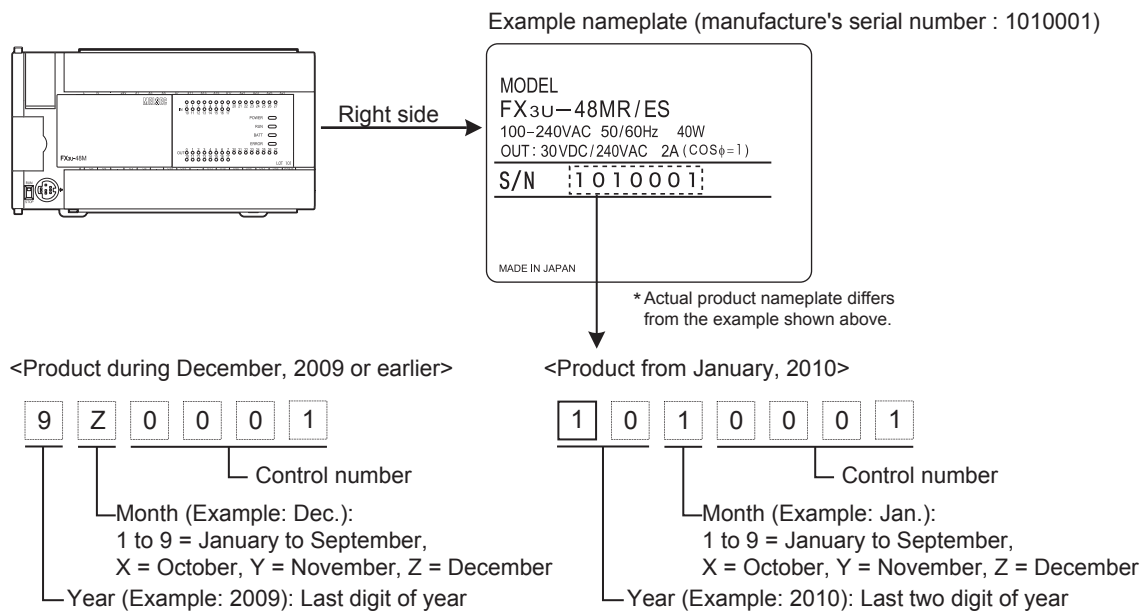 Example nameplate (manufacture's serial number : 1010001)
MODEL
FX3U-48MR/ES
100-240VAC 50/60Hz 40W
OUT: 30VDC/240VAC 2A (COSϕ=1)
S/N 1010001
MADE IN JAPAN
Right side
POWER
RUN
BATT
ERROR
IN
OUT
FX3U-48M
LOT 101
* Actual product nameplate differs
from the example shown above.
<Product during December, 2009 or earlier>
9 Z 0 0 0 1
Control number
Month (Example: Dec.):
1 to 9 = January to September,
X = October, Y = November, Z = December
Year (Example: 2009): Last digit of year
<Product from January, 2010>
1 0 1 0 0 0 1
Control number
Month (Example: Jan.):
1 to 9 = January to September,
X = October, Y = November, Z = December
Year (Example: 2010): Last two digit of year